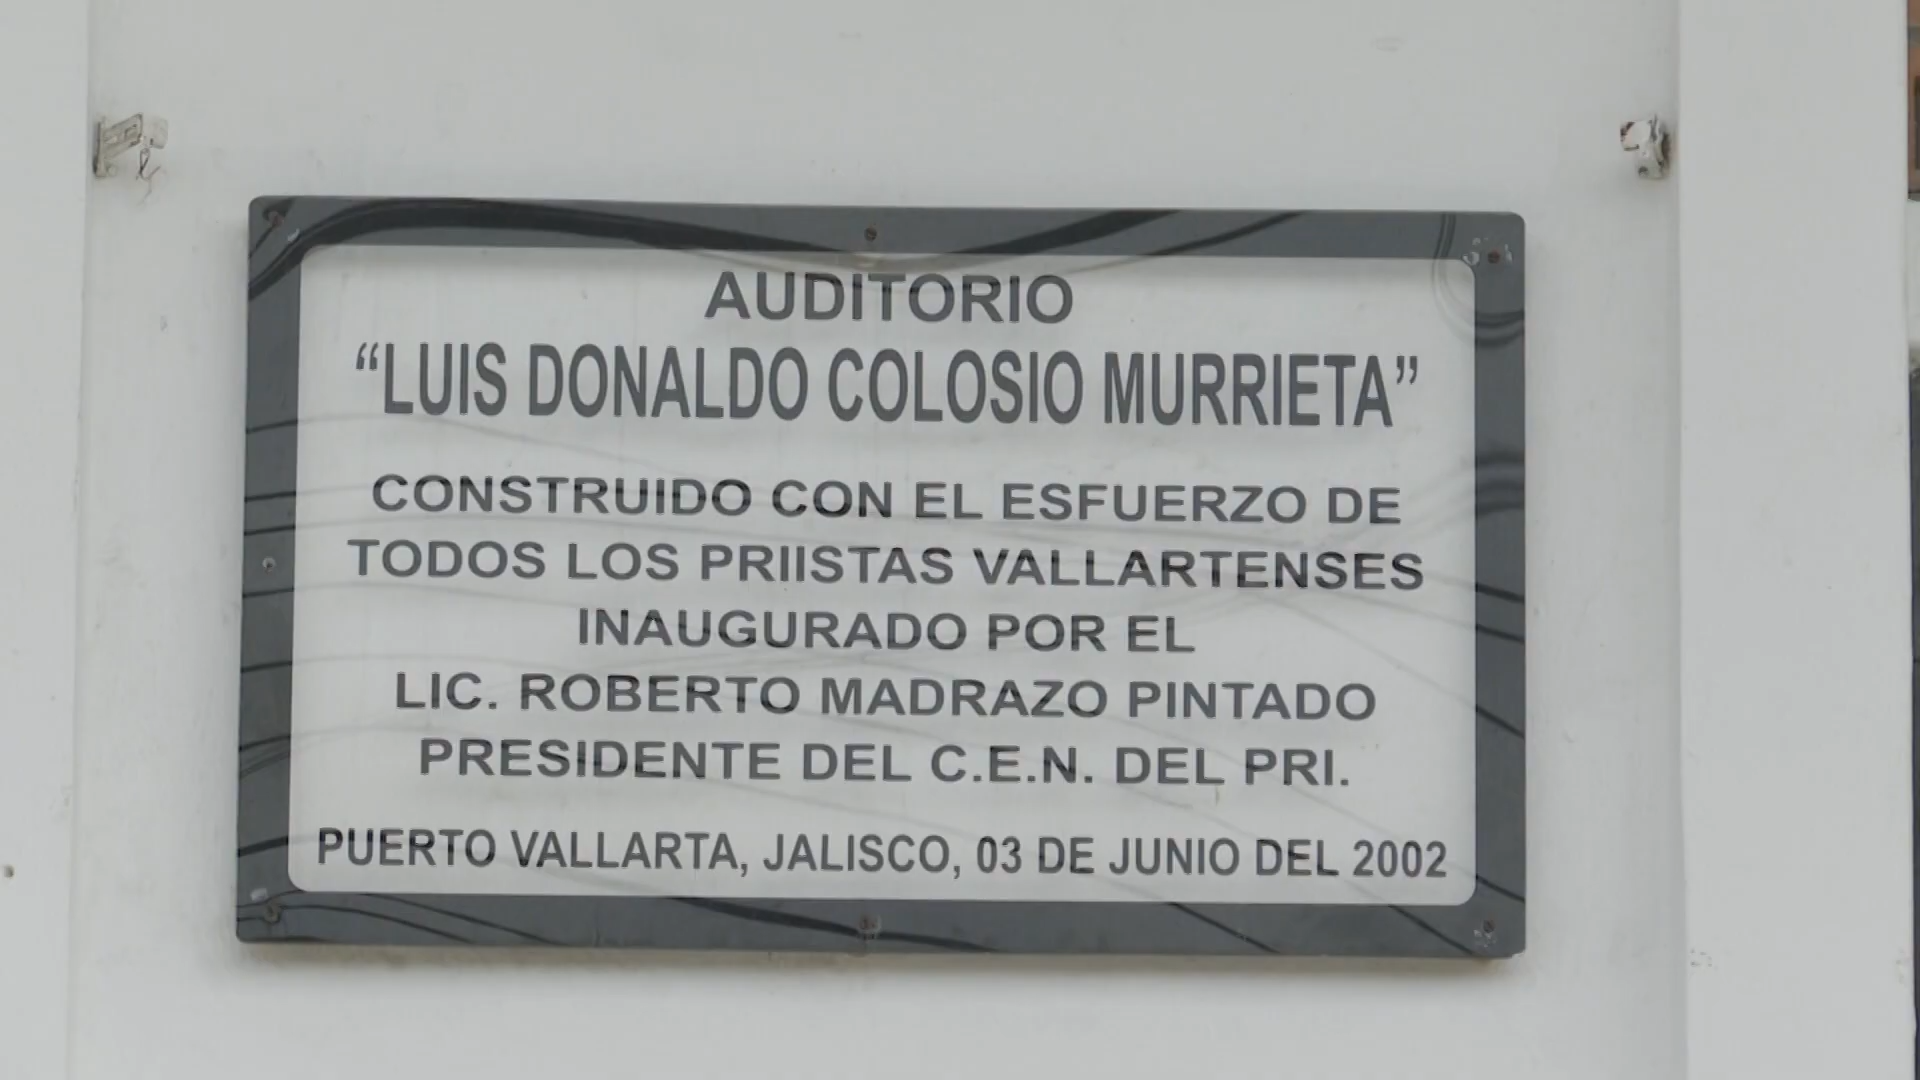 AUDITORIO
“LUIS DONALDO COLOSIO MURRIETA”
CONSTRUIDO CON EL ESFUERZO DE
TODOS LOS PRIISTAS VALLARTENSES
INAUGURADO POR EL
LIC. ROBERTO MADRAZO PINTADO
PRESIDENTE DEL C.E.N. DEL PRI.
PUERTO VALLARTA, JALISCO, 03 DE JUNIO DEL 2002